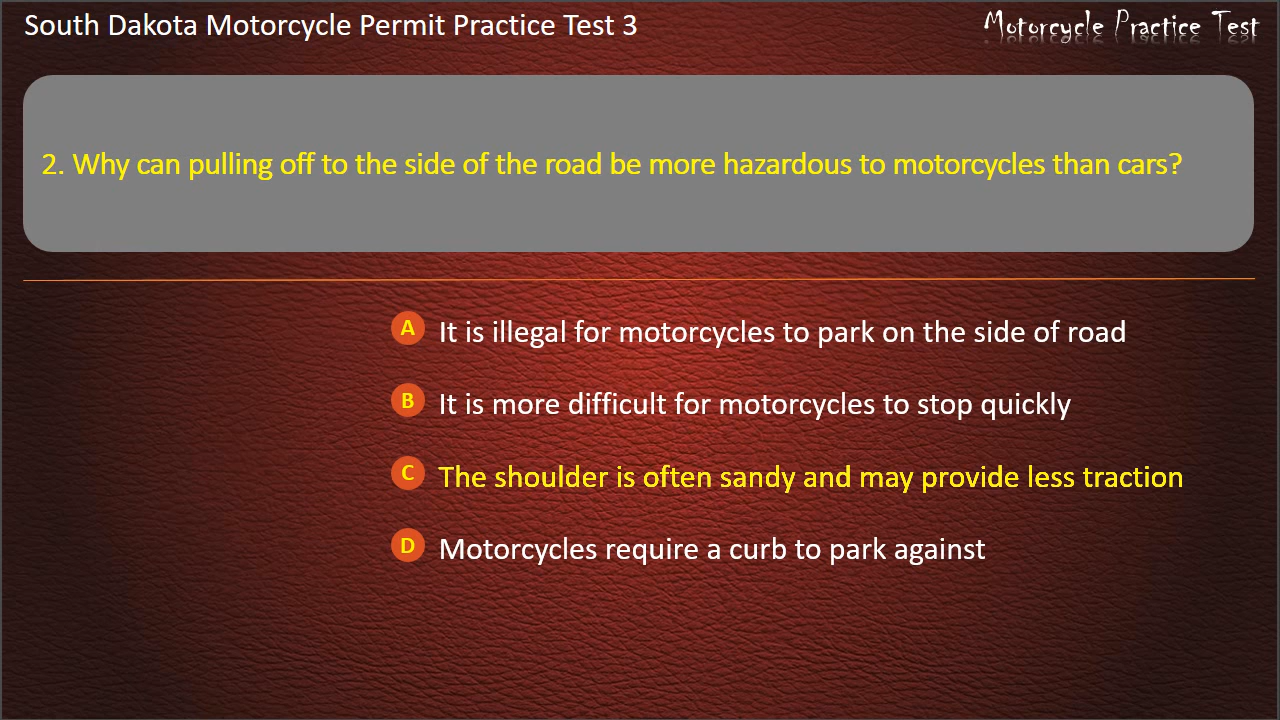 South Dakota Motorcycle Permit Practice Test 3
Motorcycle Practice Test
2. Why can pulling off to the side of the road be more hazardous to motorcycles than cars?
A It is illegal for motorcycles to park on the side of road
B It is more difficult for motorcycles to stop quickly
C The shoulder is often sandy and may provide less traction
D Motorcycles require a curb to park against